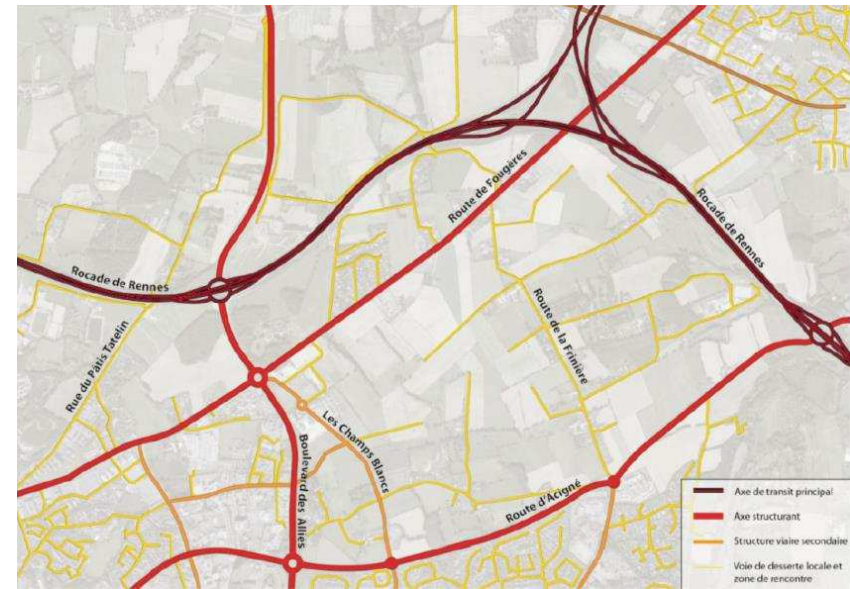 Route de Fougères
Rocade de Rennes
Rocade de Rennes
Rue du Pâtis Tatelin
Route de la Frinière
Les Champs Blancs
Boulevard des Alliés
Route d'Acigné
Axe de transit principal
Axe structurant
Structure viaire secondaire
Voie de desserte locale et
zone de rencontre